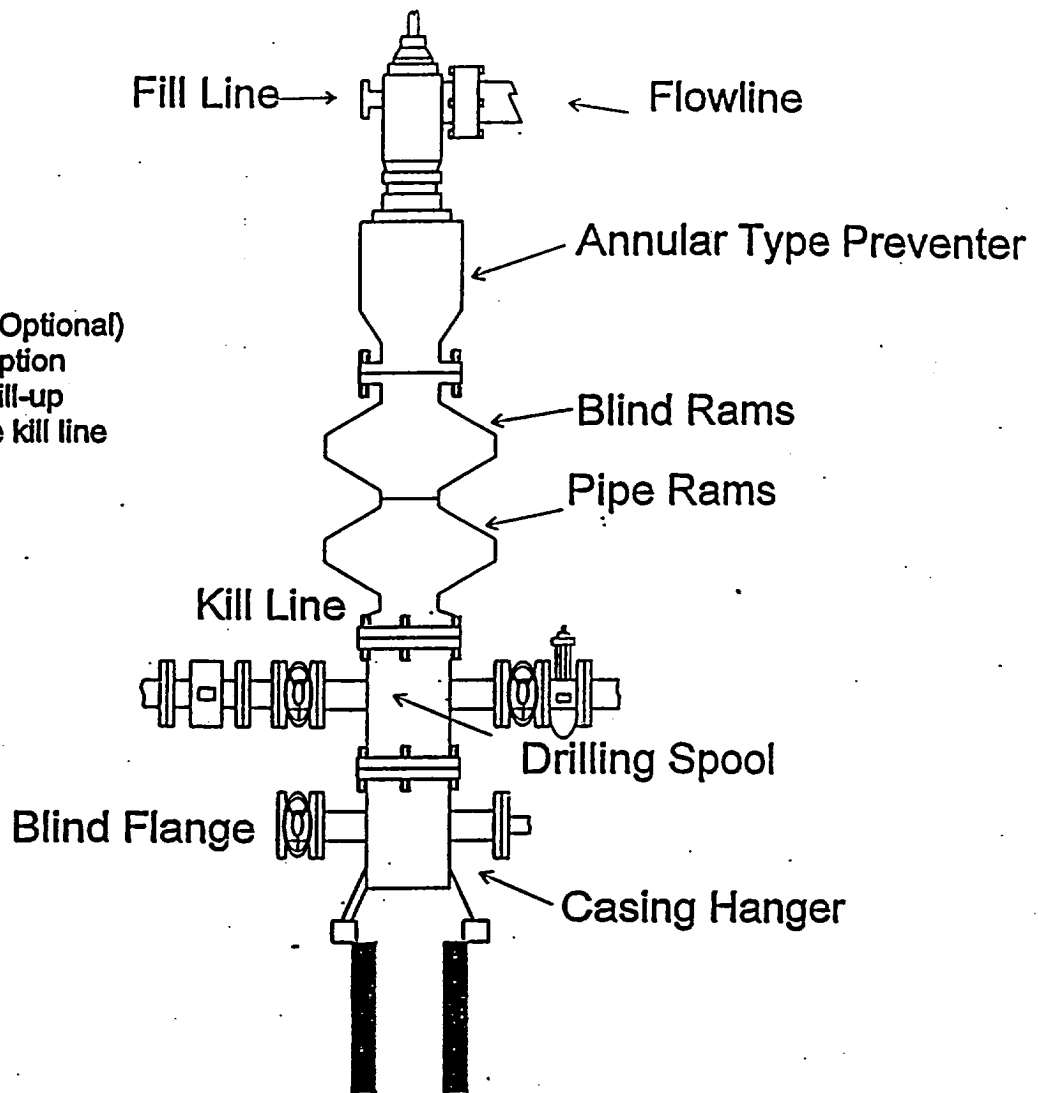 Fill Line
Flowline
Annular Type Preventer
Optional)
ption
ill-up
kill line
Blind Rams
Pipe Rams
Kill Line
Drilling Spool
Blind Flange
Casing Hanger